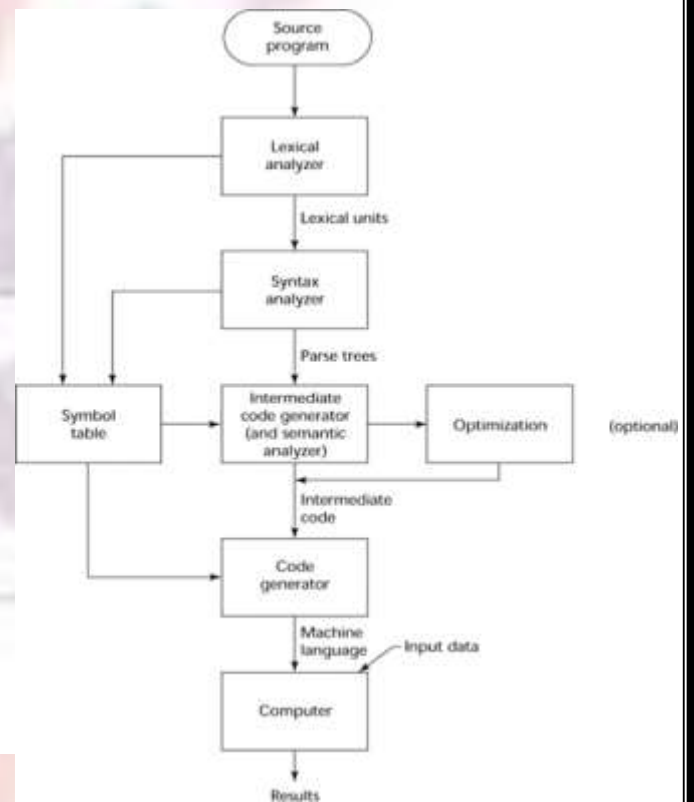 Source
program
Lexical
analyzer
Lexical units
Syntax
analyzer
Parse trees
Symbol
table
Intermediate
code generator
(and semantic
analyzer)
Optimization
(optional)
Intermediate
code
Code
generator
Machine
language
Input data
Computer
Results